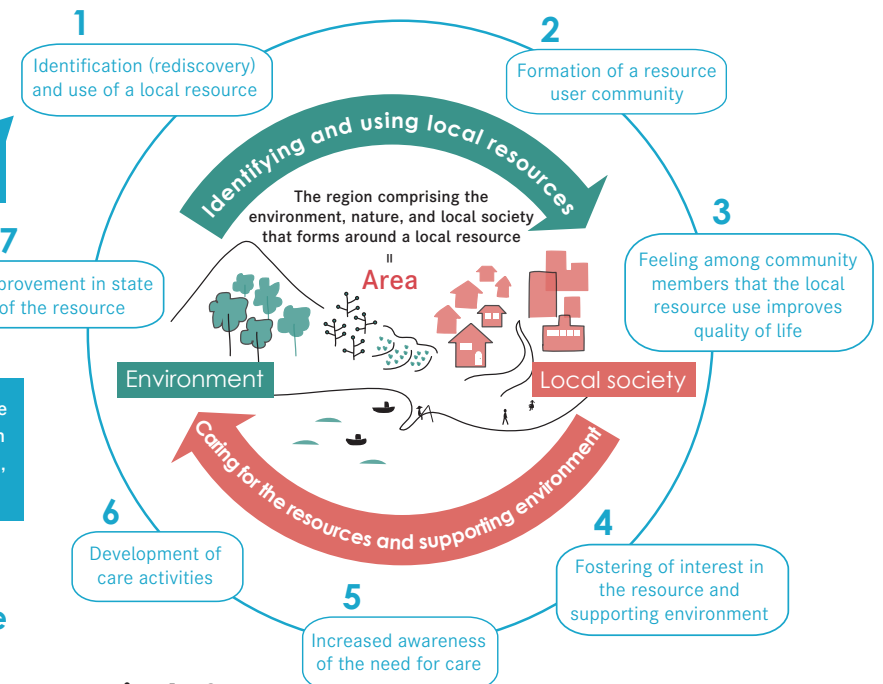 1
Identification (rediscovery)
and use of a local resource
2
Formation of a resource
user community
3
Feeling among community
members that the local
resource use improves
quality of life
4
Fostering of interest in
the resource and
supporting environment
5
Increased awareness
of the need for care
6
Development of
care activities
7
provement in state
of the resource
Identifying and using local resources
The region comprising the
environment, nature, and local society
that forms around a local resource
=
Area
Environment
Local society
Caring for the resources and supporting environment
e
n
,
e